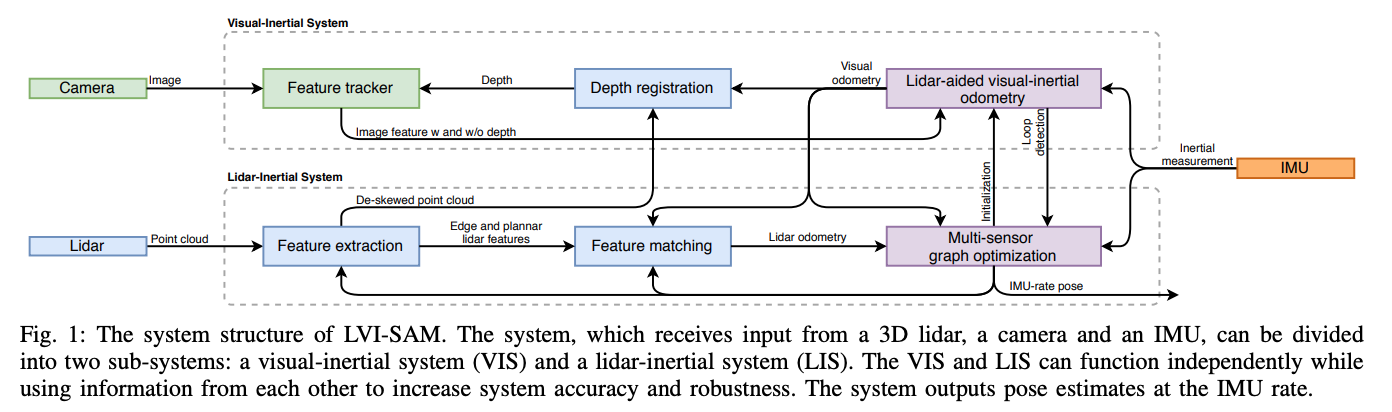 Visual-Inertial System
Camera
Image
Feature tracker
Depth
Depth registration
Visual
odometry
Lidar-aided visual-inertial
odometry
Image feature w and w/o depth
Loop
detection
Inertial
measurement
IMU
Initialization
Lidar-Inertial System
De-skewed point cloud
Lidar
Point cloud
Feature extraction
Edge and plannar
lidar features
Feature matching
Lidar odometry
Multi-sensor
graph optimization
IMU-rate pose
Fig. 1: The system structure of LVI-SAM. The system, which receives input from a 3D lidar, a camera and an IMU, can be divided
into two sub-systems: a visual-inertial system (VIS) and a lidar-inertial system (LIS). The VIS and LIS can function independently while
using information from each other to increase system accuracy and robustness. The system outputs pose estimates at the IMU rate.